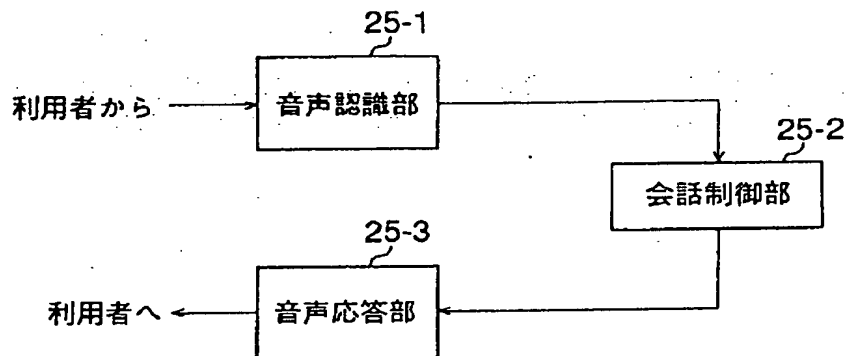 25-1
利用者から
音声認識部
25-2
会話制御部
25-3
利用者へ
音声応答部